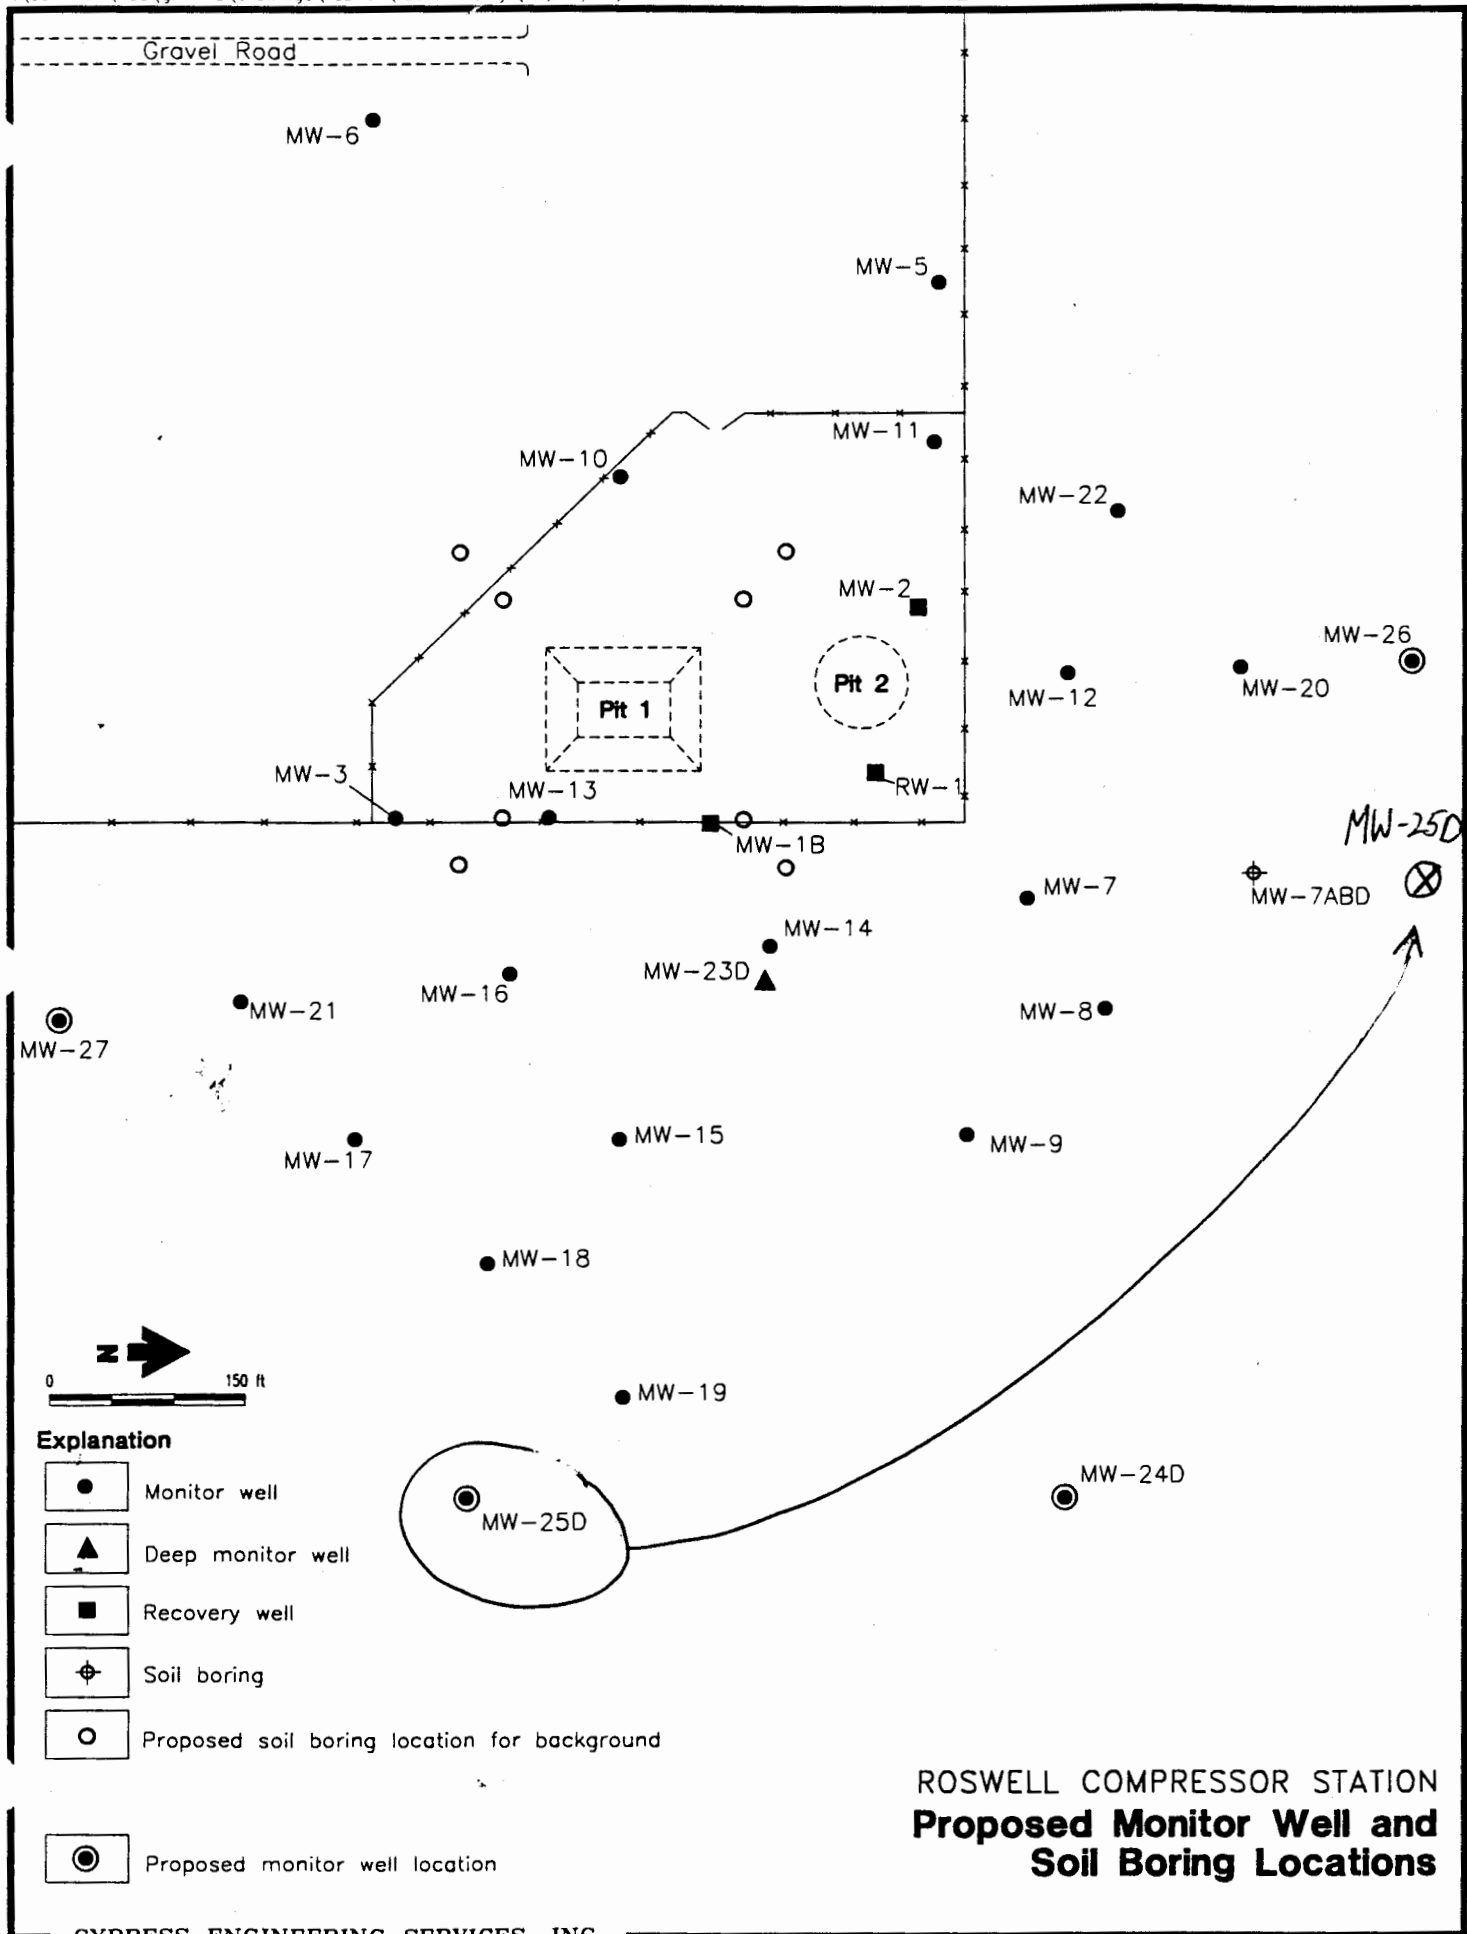 Gravel Road
MW-6
MW-5
MW-11
MW-10
MW-22
MW-2
MW-26
Pit 2
MW-12
MW-20
Pit 1
MW-3
MW-13
RW-1
MW-1B
MW-25D
MW-7
MW-7ABD
MW-14
MW-23D
MW-16
MW-21
MW-8
MW-27
MW-15
MW-9
MW-17
MW-18
N
0 150 ft
MW-19
Explanation
MW-24D
Monitor well
MW-25D
Deep monitor well
Recovery well
Soil boring
Proposed soil boring location for background
ROSWELL COMPRESSOR STATION
Proposed Monitor Well and
Soil Boring Locations
Proposed monitor well location
CYPRESS ENGINEERING SERVICES, INC.